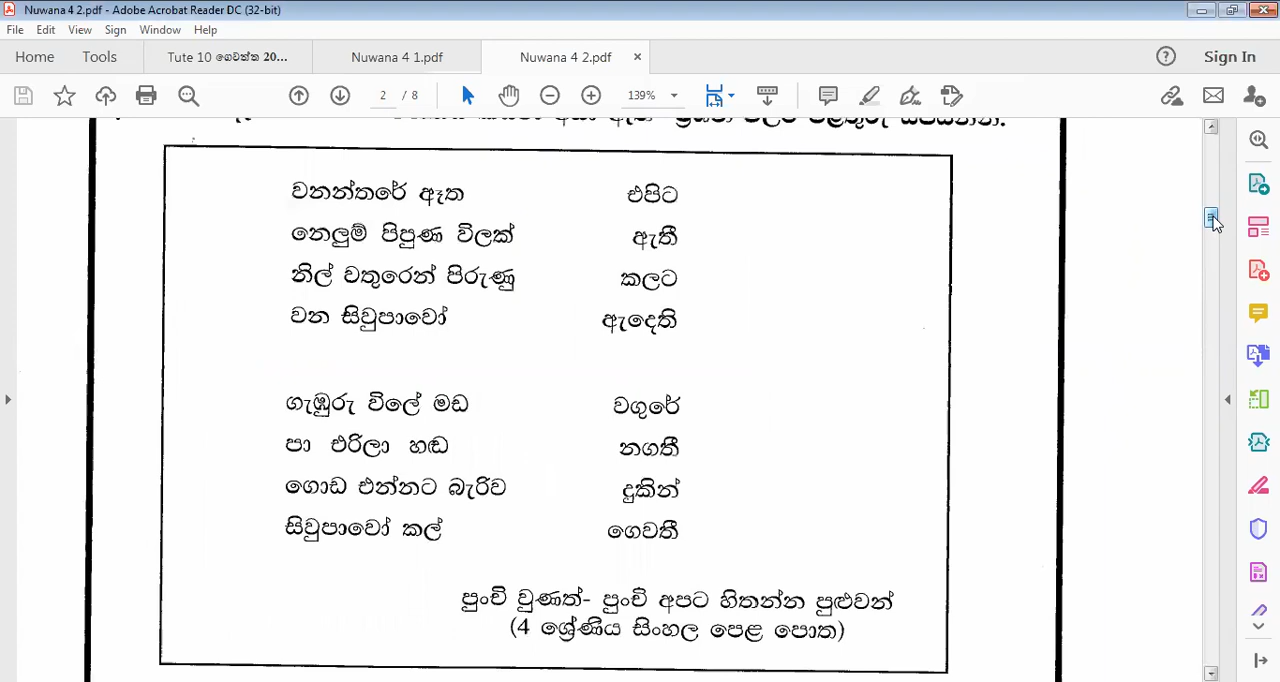 Nuwana 4 2.pdf - Adobe Acrobat Reader DC (32-bit)
File Edit View Sign Window Help
Home Tools Tute 10 ගෙවත්ත 20... Nuwana 4 1.pdf Nuwana 4 2.pdf × Sign In
2 / 8 139%
පිළිතුරු සපයන්න.
වනන්තරේ ඈත එපිට
නෙලුම් පිපුණ විලක් ඇතී
නිල් වතුරෙන් පිරුණු කලට
වන සිවුපාවෝ ඇදෙති
ගැඹුරු විලේ මඩ වගුරේ
පා එරිලා හඬ නගතී
ගොඩ එන්නට බැරිව දුකින්
සිවුපාවෝ කල් ගෙවතී
පුංචි වුණත්- පුංචි අපට හිතන්න පුළුවන්
(4 ශ්‍රේණිය සිංහල පෙළ පොත)